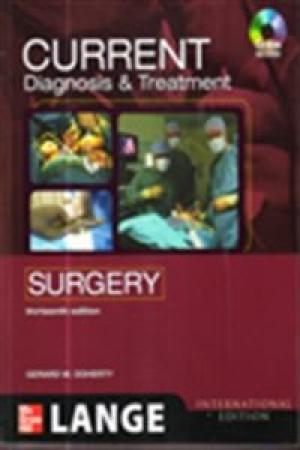 CURRENT
Diagnosis & Treatment
SURGERY
thirteenth edition
GERARD M. DOHERTY
Mc
Graw
Hill
LANGE
INTERNATIONAL
EDITION